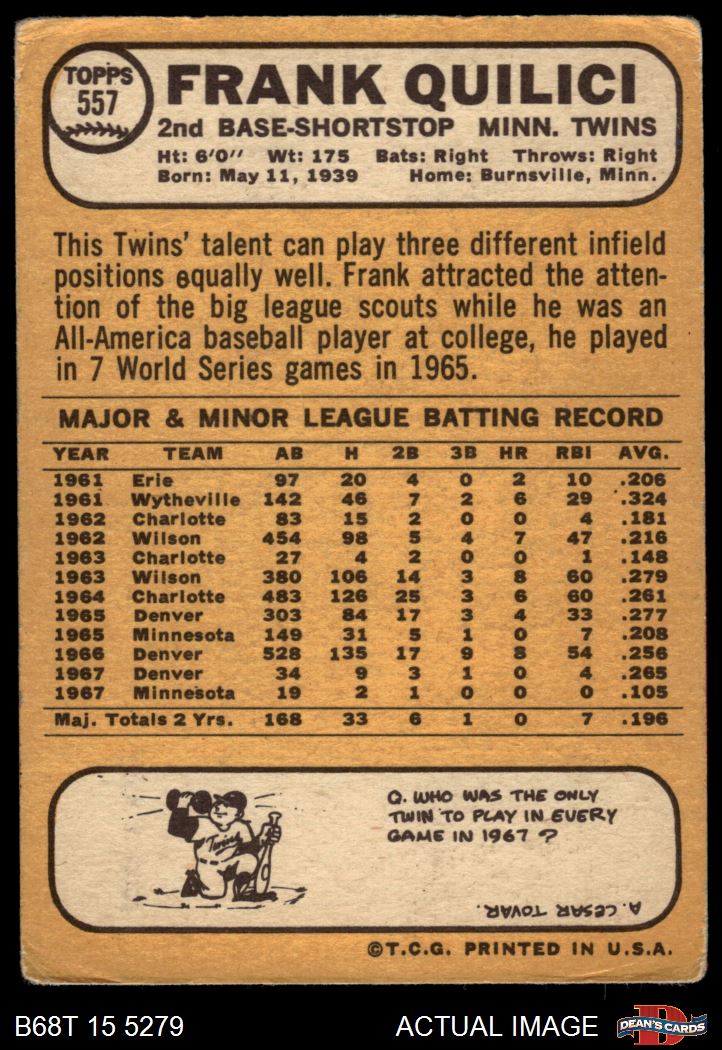 TOPPS
557
FRANK QUILICI
2nd BASE-SHORTSTOP MINN. TWINS
Ht: 6'0'' Wt: 175 Bats: Right Throws: Right
Born: May 11, 1939 Home: Burnsville, Minn.
This Twins' talent can play three different infield
positions equally well. Frank attracted the atten-
tion of the big league scouts while he was an
All-America baseball player at college, he played
in 7 World Series games in 1965.
MAJOR & MINOR LEAGUE BATTING RECORD
YEAR TEAM AB H 2B 3B HR RBI AVG.
1961 Erie 97 20 4 0 2 10 .206
1961 Wytheville 142 46 7 2 6 29 .324
1962 Charlotte 83 15 2 0 0 4 .181
1962 Wilson 454 98 5 4 7 47 .216
1963 Charlotte 27 4 2 0 0 1 .148
1963 Wilson 380 106 14 3 8 60 .279
1964 Charlotte 483 126 25 3 6 60 .261
1965 Denver 303 84 17 3 4 33 .277
1965 Minnesota 149 31 5 1 0 7 .208
1966 Denver 528 135 17 9 8 54 .256
1967 Denver 34 9 3 1 0 4 .265
1967 Minnesota 19 2 1 0 0 0 .105
Maj. Totals 2 Yrs. 168 33 6 1 0 7 .196
Twins
Q. WHO WAS THE ONLY
TWIN TO PLAY IN EVERY
GAME IN 1967 ?
A. CESAR TOVAR.
©T.C.G. PRINTED IN U.S.A.
B68T 15 5279
ACTUAL IMAGE
D
DEAN'S CARDS